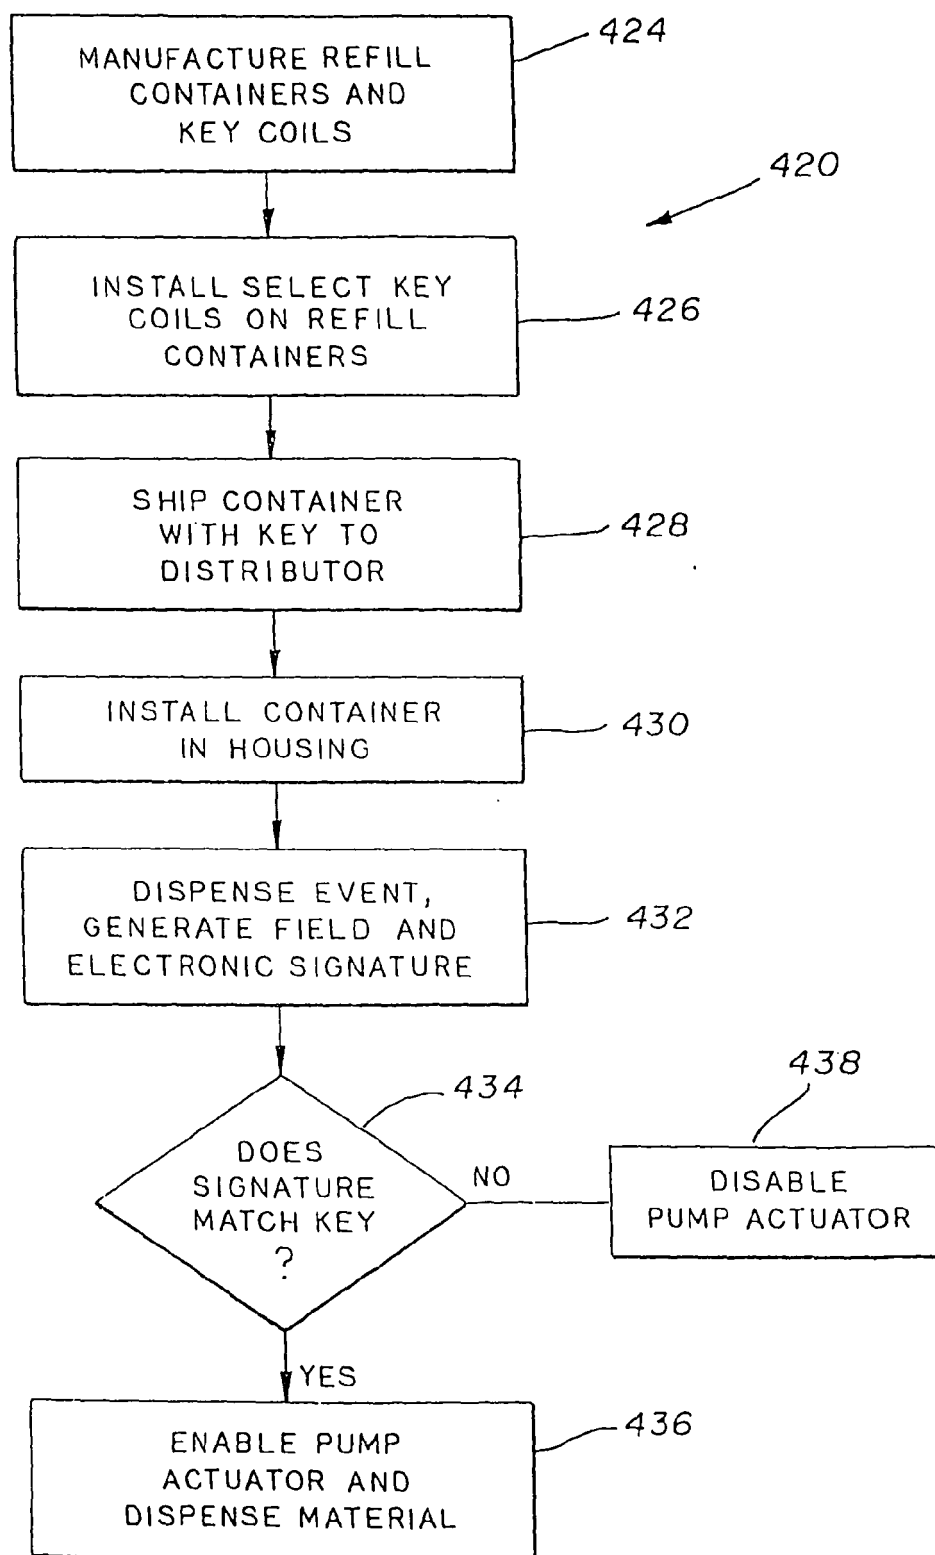 MANUFACTURE REFILL
CONTAINERS AND
KEY COILS
424
420
INSTALL SELECT KEY
COILS ON REFILL
CONTAINERS
426
SHIP CONTAINER
WITH KEY TO
DISTRIBUTOR
428
INSTALL CONTAINER
IN HOUSING
430
DISPENSE EVENT,
GENERATE FIELD AND
ELECTRONIC SIGNATURE
432
434
DOES
SIGNATURE
MATCH KEY
?
NO
438
DISABLE
PUMP ACTUATOR
YES
ENABLE PUMP
ACTUATOR AND
DISPENSE MATERIAL
436